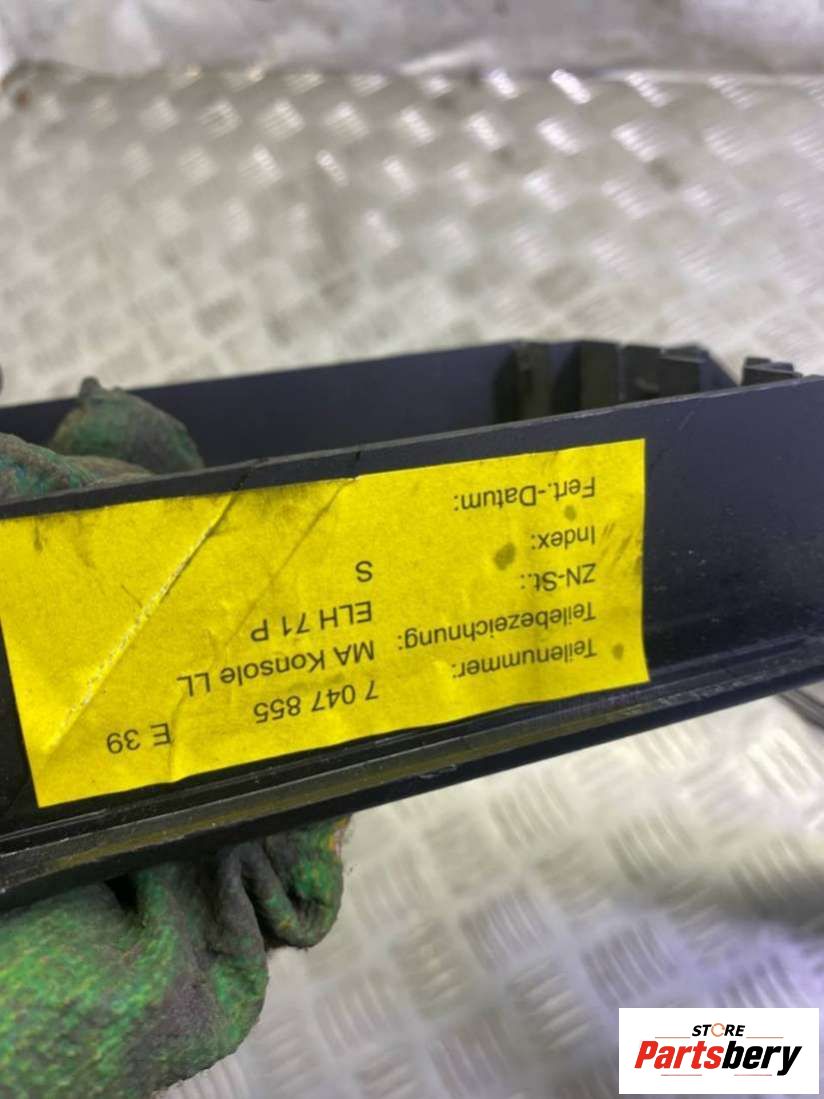 Teilenummer: 7 047 855 E 39
Teilebezeichnung: MA Konsole LL
ELH 71 P
ZN-St.: S
Index:
Fert.-Datum:
STORE
Partsbery